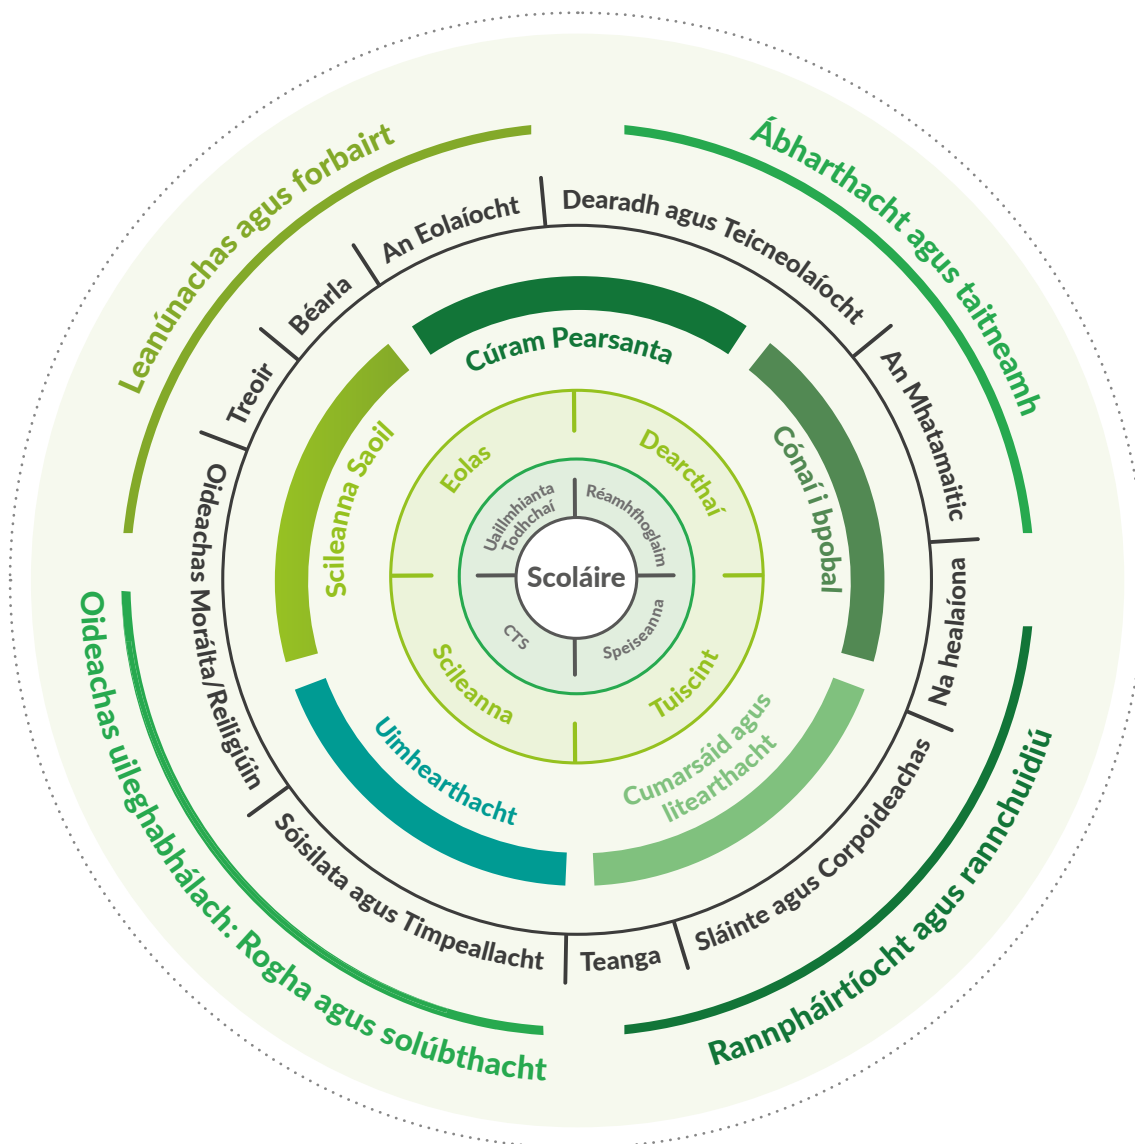 Leanúnachas agus forbairt
Ábharthacht agus taitneamh
Rannpháirtíocht agus rannchuidiú
Oideachas uileghabhálach: Rogha agus solúbthacht
An Eolaíocht
Dearadh agus Teicneolaíocht
An Mhatamaitic
Na healaíona
Sláinte agus Corpoideachas
Teanga
Sóisilata agus Timpeallacht
Oideachas Morálta/Reiligiúin
Treoir
Béarla
Cúram Pearsanta
Cónaí i bpobal
Cumarsáid agus
litearthacht
Uimhearthacht
Scileanna Saoil
Eolas
Dearcthaí
Tuiscint
Scileanna
Uaillmhianta
Todhchaí
Réamhfhoglaim
Speiseanna
CTS
Scoláire